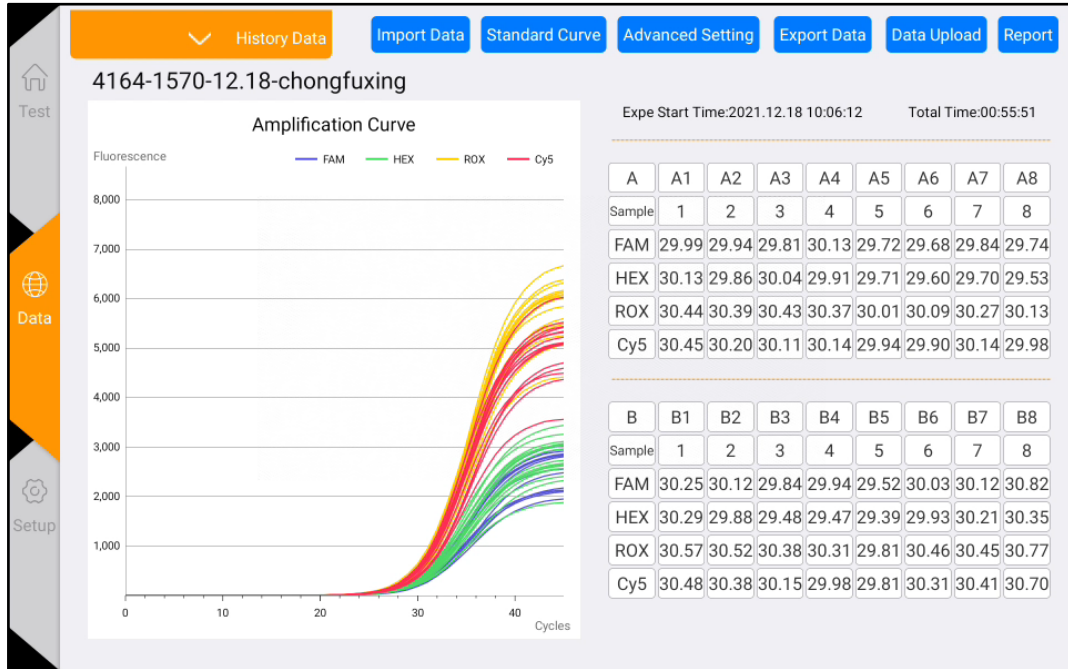 History Data
Import Data
Standard Curve
Advanced Setting
Export Data
Data Upload
Report
Test
Data
Setup
4164-1570-12.18-chongfuxing
Amplification Curve
Fluorescence
FAM HEX ROX Cy5
8,000
7,000
6,000
5,000
4,000
3,000
2,000
1,000
0 10 20 30 40
Cycles
Expe Start Time:2021.12.18 10:06:12 Total Time:00:55:51
A A1 A2 A3 A4 A5 A6 A7 A8
Sample 1 2 3 4 5 6 7 8
FAM 29.99 29.94 29.81 30.13 29.72 29.68 29.84 29.74
HEX 30.13 29.86 30.04 29.91 29.71 29.60 29.70 29.53
ROX 30.44 30.39 30.43 30.37 30.01 30.09 30.27 30.13
Cy5 30.45 30.20 30.11 30.14 29.94 29.90 30.14 29.98
B B1 B2 B3 B4 B5 B6 B7 B8
Sample 1 2 3 4 5 6 7 8
FAM 30.25 30.12 29.84 29.94 29.52 30.03 30.12 30.82
HEX 30.29 29.88 29.48 29.47 29.39 29.93 30.21 30.35
ROX 30.57 30.52 30.38 30.31 29.81 30.46 30.45 30.77
Cy5 30.48 30.38 30.15 29.98 29.81 30.31 30.41 30.70